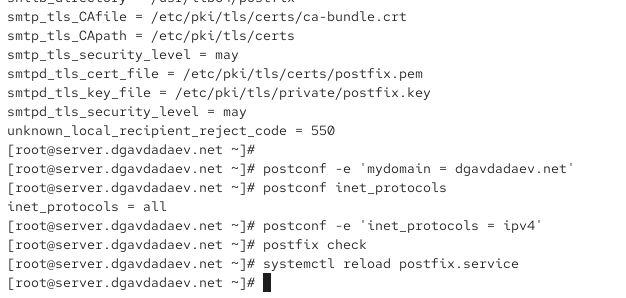 smtp_tls_CAfile = /etc/pki/tls/certs/ca-bundle.crt
smtp_tls_CApath = /etc/pki/tls/certs
smtp_tls_security_level = may
smtpd_tls_cert_file = /etc/pki/tls/certs/postfix.pem
smtpd_tls_key_file = /etc/pki/tls/private/postfix.key
smtpd_tls_security_level = may
unknown_local_recipient_reject_code = 550
[root@server.dgavdadaev.net ~]#
[root@server.dgavdadaev.net ~]# postconf -e 'mydomain = dgavdadaev.net'
[root@server.dgavdadaev.net ~]# postconf inet_protocols
inet_protocols = all
[root@server.dgavdadaev.net ~]# postconf -e 'inet_protocols = ipv4'
[root@server.dgavdadaev.net ~]# postfix check
[root@server.dgavdadaev.net ~]# systemctl reload postfix.service
[root@server.dgavdadaev.net ~]#